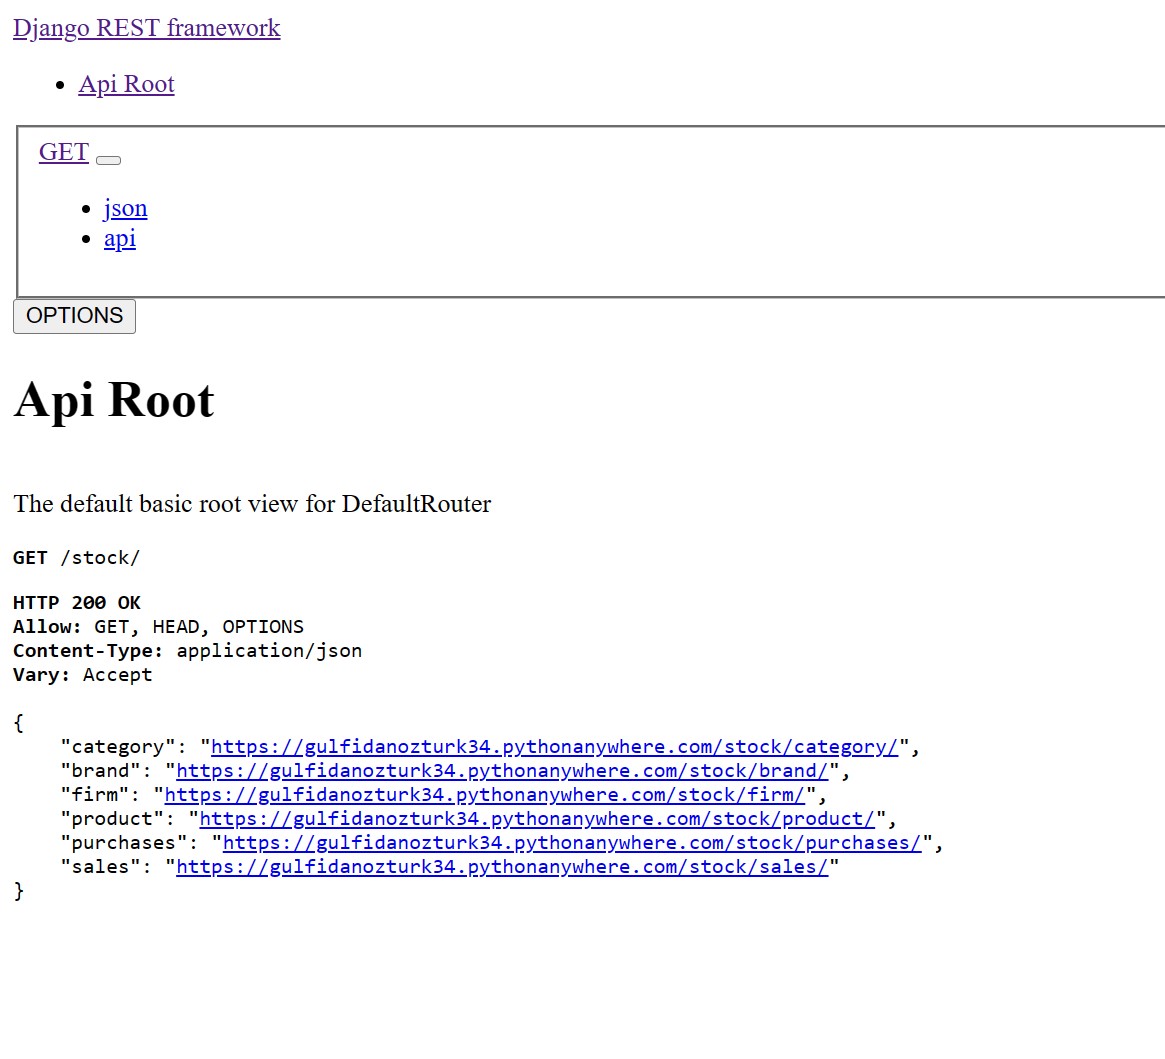 Django REST framework
Api Root
GET
json
api
OPTIONS
Api Root
The default basic root view for DefaultRouter
GET /stock/
HTTP 200 OK
Allow: GET, HEAD, OPTIONS
Content-Type: application/json
Vary: Accept
{
    "category": "https://gulfidanozturk34.pythonanywhere.com/stock/category/",
    "brand": "https://gulfidanozturk34.pythonanywhere.com/stock/brand/",
    "firm": "https://gulfidanozturk34.pythonanywhere.com/stock/firm/",
    "product": "https://gulfidanozturk34.pythonanywhere.com/stock/product/",
    "purchases": "https://gulfidanozturk34.pythonanywhere.com/stock/purchases/",
    "sales": "https://gulfidanozturk34.pythonanywhere.com/stock/sales/"
}